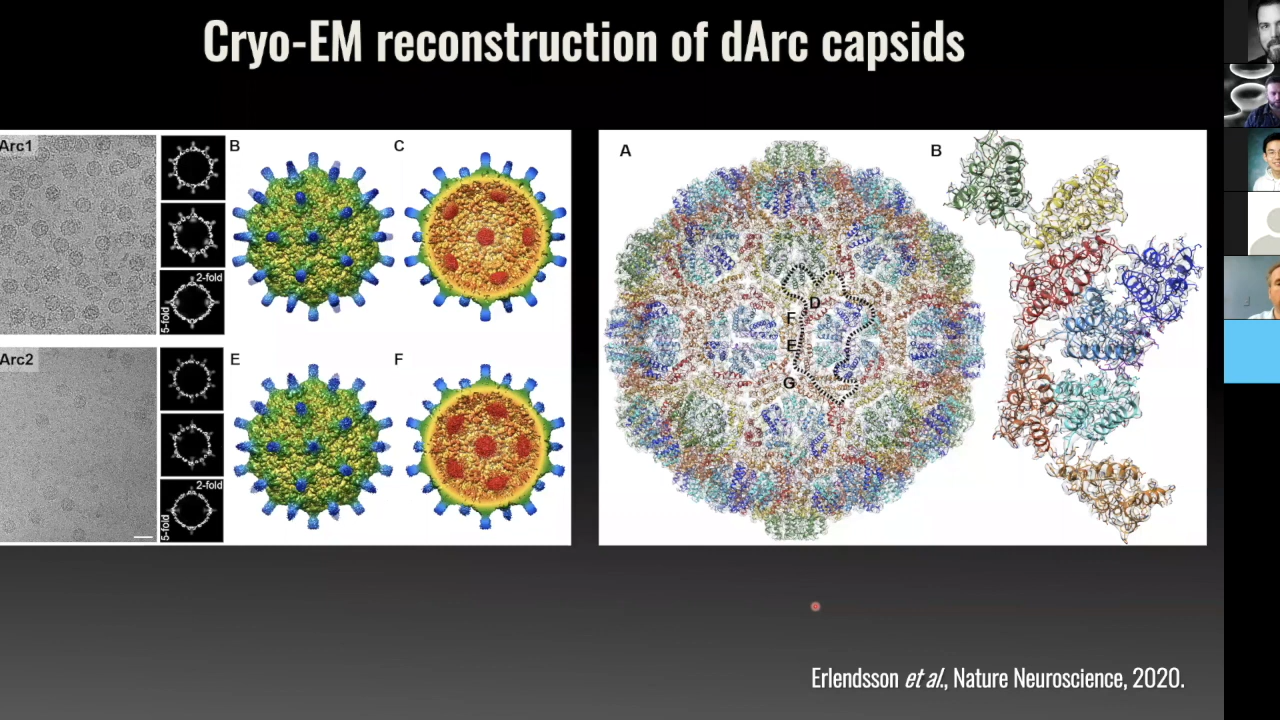 Cryo-EM reconstruction of dArc capsids
Arc1
B
C
2-fold
5-fold
Arc2
E
F
2-fold
5-fold
A
B
D
F
E
G
Erlendsson et al., Nature Neuroscience, 2020.